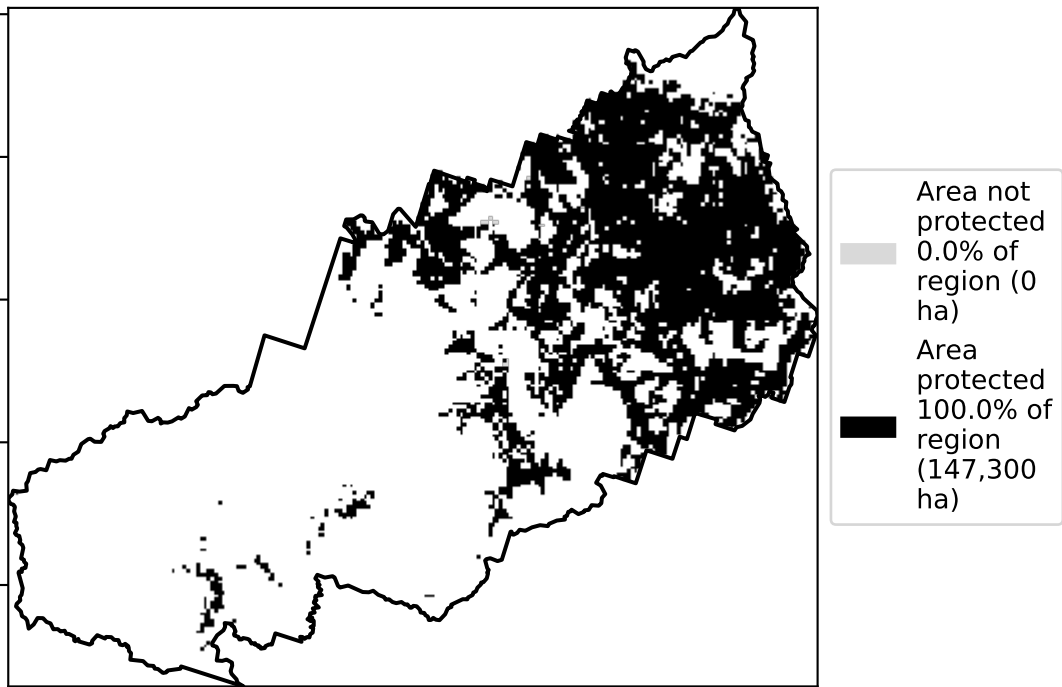 Area not
protected
0.0% of
region (0
ha)
Area
protected
100.0% of
region
(147,300
ha)